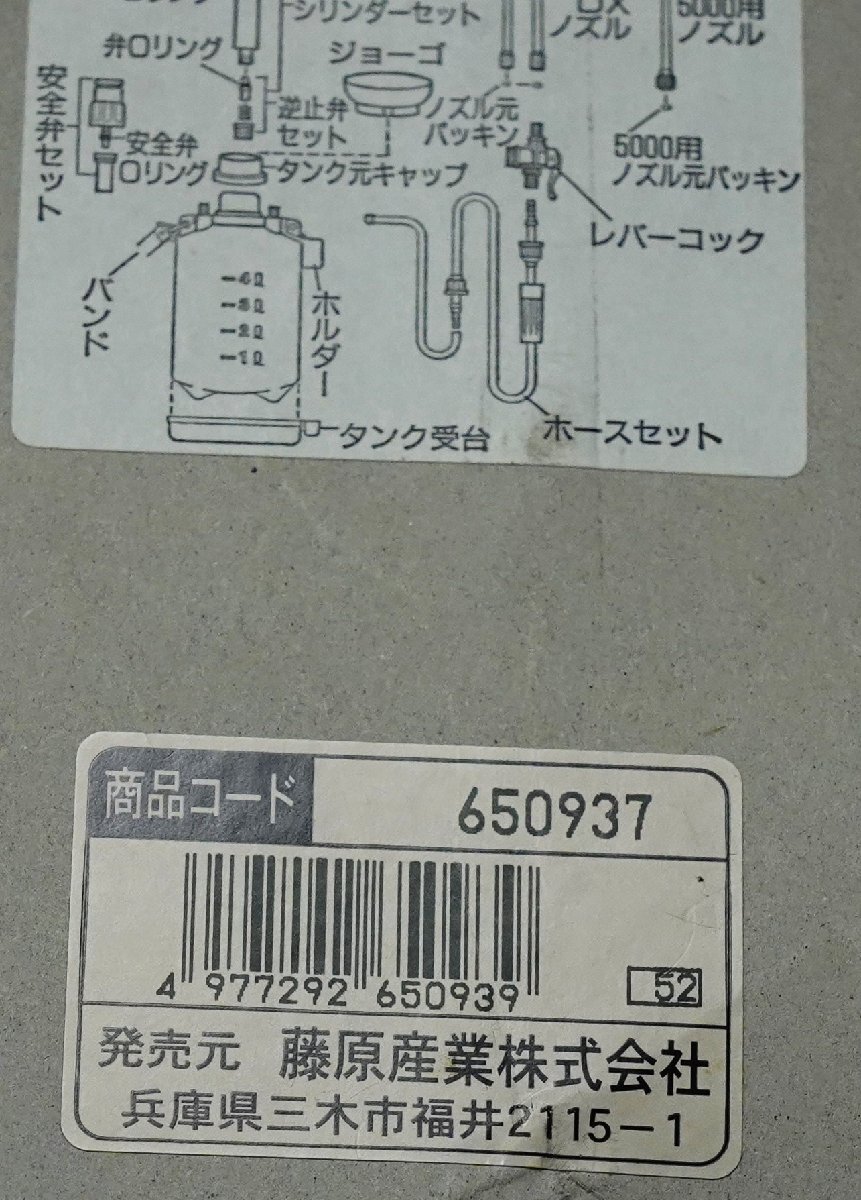 シリンダーセット
ノズル
5000用
ノズル
弁Oリング
ジョーゴ
安全弁セット
安全弁
Oリング
逆止弁
セット
ノズル元
パッキン
タンク元キャップ
5000用
ノズル元パッキン
レバーコック
バンド
ホルダー
4ℓ
3ℓ
2ℓ
1ℓ
タンク受台
ホースセット
商品コード
650937
4 977292 650939
52
発売元 藤原産業株式会社
兵庫県三木市福井2115-1